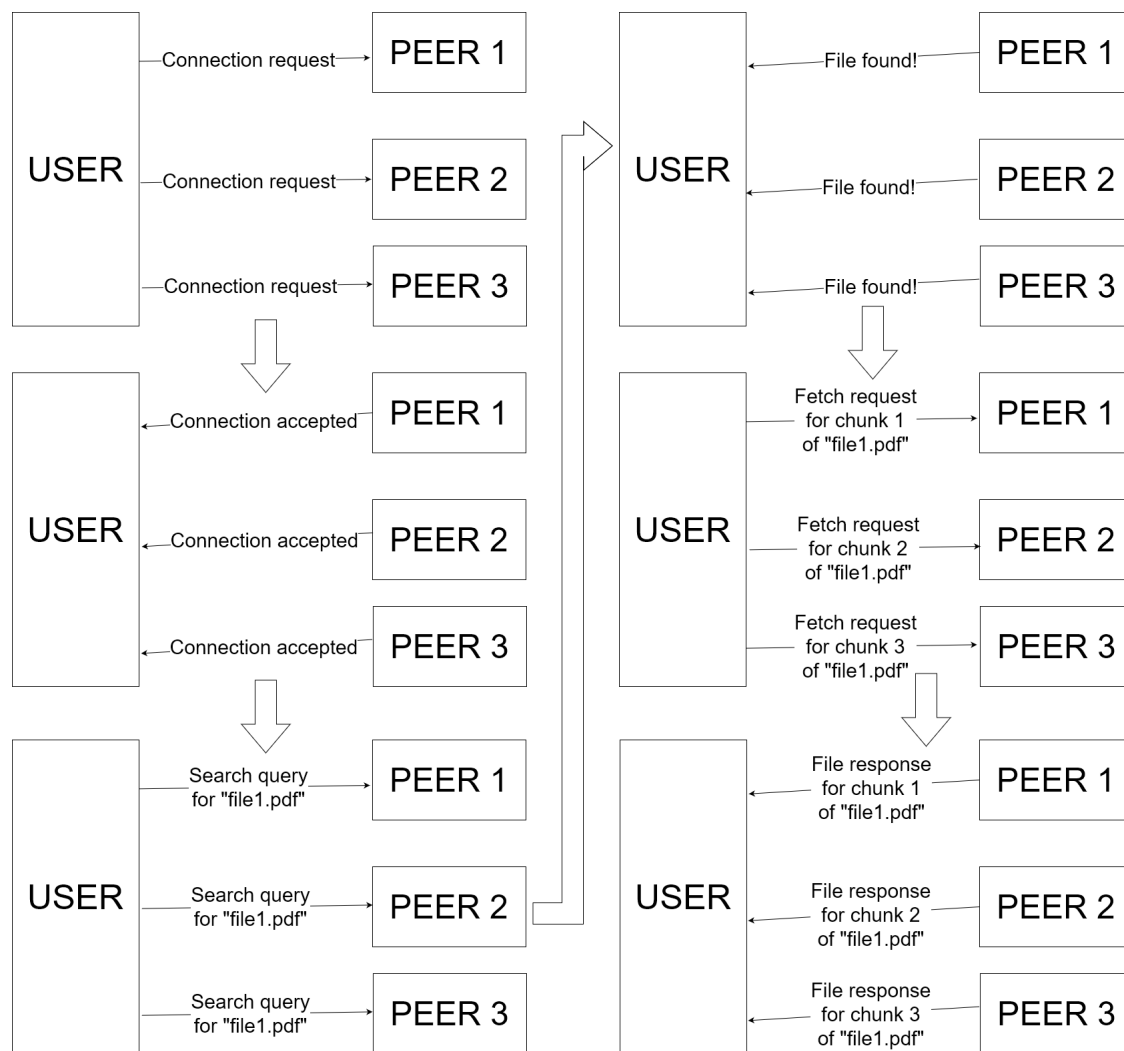 USER
Connection request
PEER 1
Connection request
PEER 2
Connection request
PEER 3
USER
Connection accepted
PEER 1
Connection accepted
PEER 2
Connection accepted
PEER 3
USER
Search query
for "file1.pdf"
PEER 1
Search query
for "file1.pdf"
PEER 2
Search query
for "file1.pdf"
PEER 3
USER
File found!
PEER 1
File found!
PEER 2
File found!
PEER 3
USER
Fetch request
for chunk 1
of "file1.pdf"
PEER 1
Fetch request
for chunk 2
of "file1.pdf"
PEER 2
Fetch request
for chunk 3
of "file1.pdf"
PEER 3
USER
File response
for chunk 1
of "file1.pdf"
PEER 1
File response
for chunk 2
of "file1.pdf"
PEER 2
File response
for chunk 3
of "file1.pdf"
PEER 3